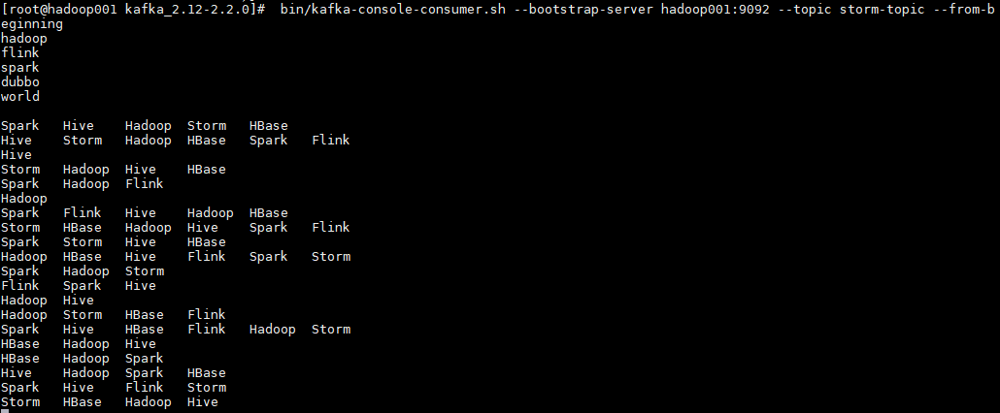 [root@hadoop001 kafka_2.12-2.2.0]#  bin/kafka-console-consumer.sh --bootstrap-server hadoop001:9092 --topic storm-topic --from-b
eginning
hadoop
flink
spark
dubbo
world

Spark   Hive    Hadoop  Storm   HBase
Hive    Storm   Hadoop  HBase   Spark   Flink
Hive
Storm   Hadoop  Hive    HBase
Spark   Hadoop  Flink
Hadoop
Spark   Flink   Hive    Hadoop  HBase
Storm   HBase   Hadoop  Hive    Spark   Flink
Spark   Storm   Hive    HBase
Hadoop  HBase   Hive    Flink   Spark   Storm
Spark   Hadoop  Storm
Flink   Spark   Hive
Hadoop  Hive
Hadoop  Storm   HBase   Flink
Spark   Hive    HBase   Flink   Hadoop  Storm
HBase   Hadoop  Hive
HBase   Hadoop  Spark
Hive    Hadoop  Spark   HBase
Spark   Hive    Flink   Storm
Storm   HBase   Hadoop  Hive